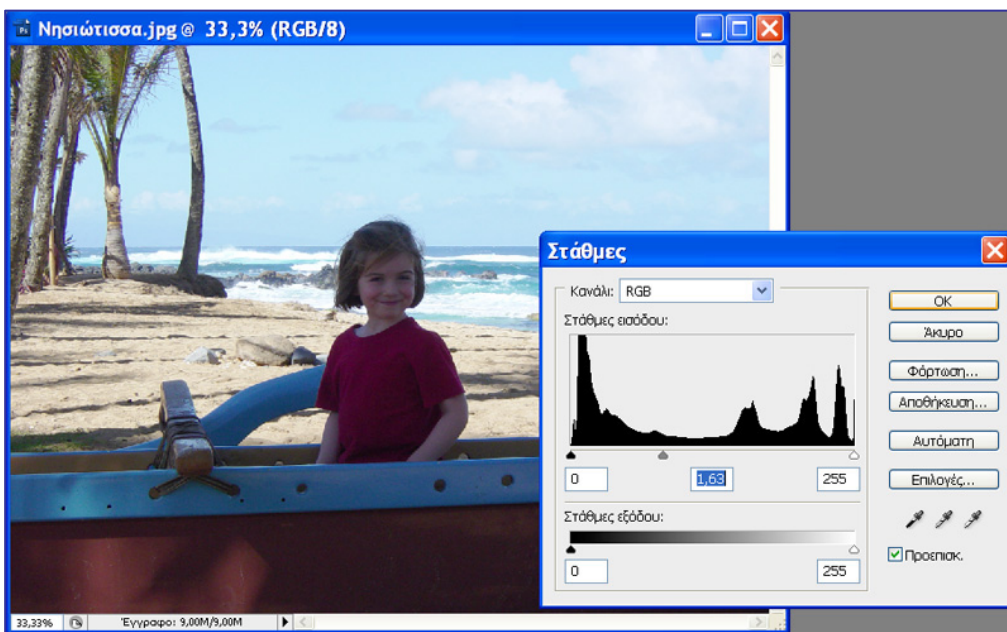 Νησιώτισσα.jpg @ 33,3% (RGB/8)
Στάθμες
Κανάλι: RGB
Στάθμες εισόδου:
0 1,63 255
Στάθμες εξόδου:
0 255
OK
Άκυρο
Φόρτωση...
Αποθήκευση...
Αυτόματη
Επιλογές...
Προεπισκ.
33,33% Έγγραφο: 9,00M/9,00M